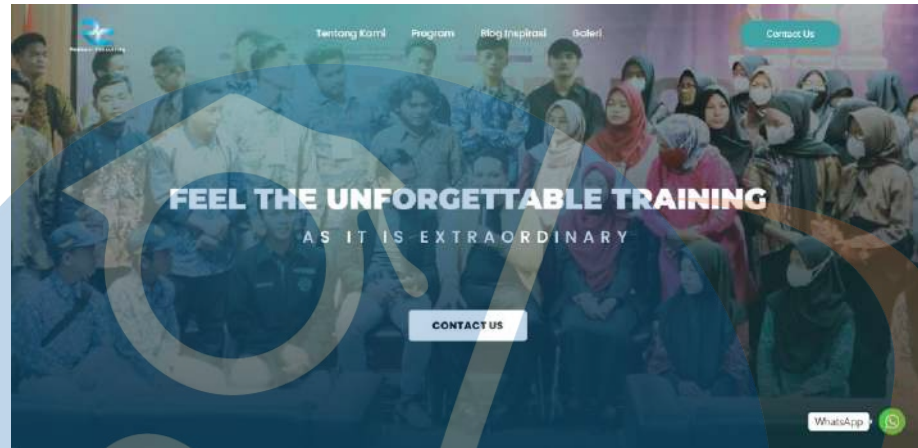 Tentang Kami Program Blog Inspirasi Galeri Contact Us
FEEL THE UNFORGETTABLE TRAINING
AS IT IS EXTRAORDINARY
CONTACT US
WhatsApp